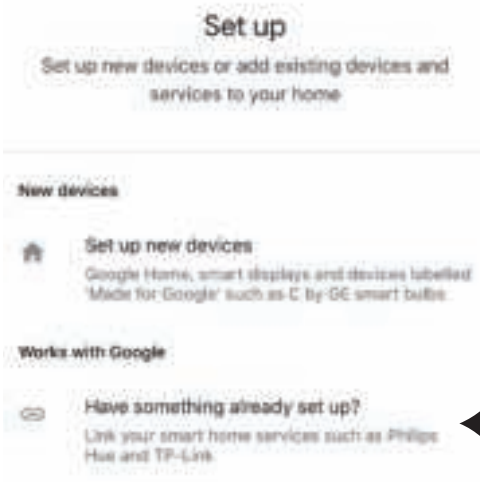 Set up
Set up new devices or add existing devices and
services to your home
New devices
Set up new devices
Google Home, smart displays and devices labelled
'Made for Google' such as C by GE smart bulbs
Works with Google
Have something already set up?
Link your smart home services such as Philips
Hue and TP-Link